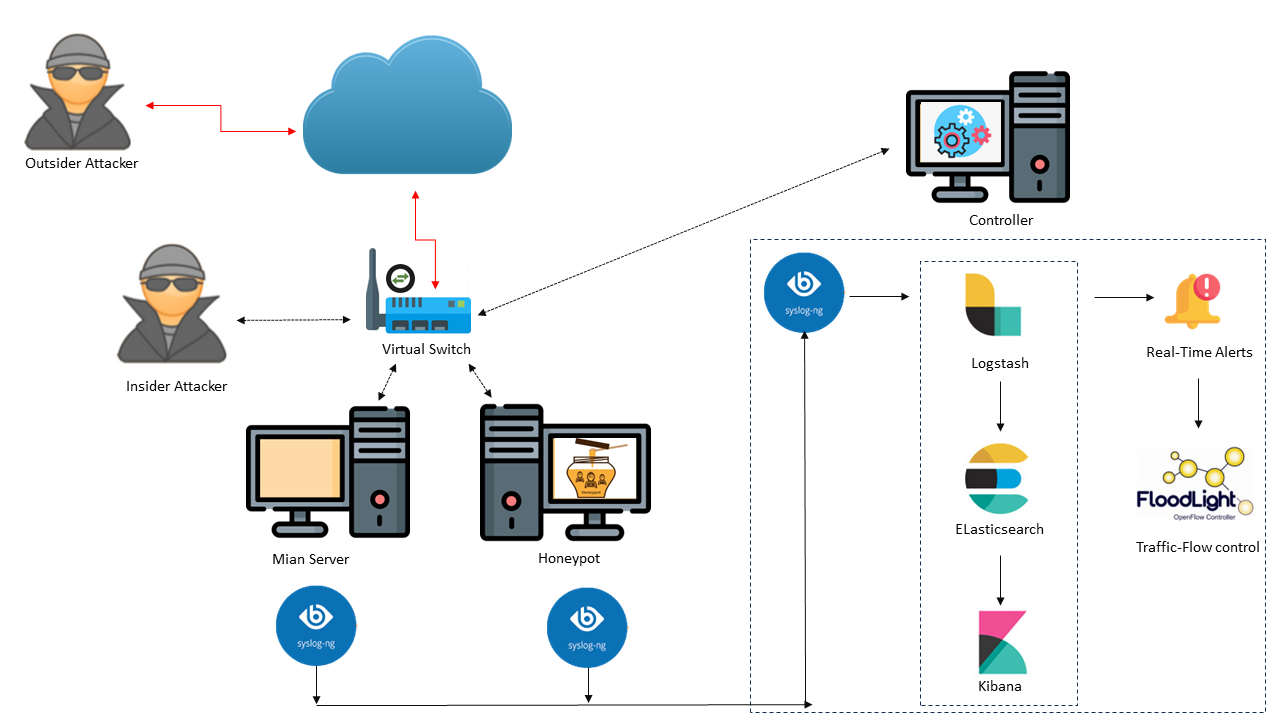 Outsider Attacker
Controller
Insider Attacker
Virtual Switch
syslog-ng
Logstash
Real-Time Alerts
ELasticsearch
FloodLight
OpenFlow Controller
Traffic-Flow control
Mian Server
Honeypot
syslog-ng
syslog-ng
Kibana